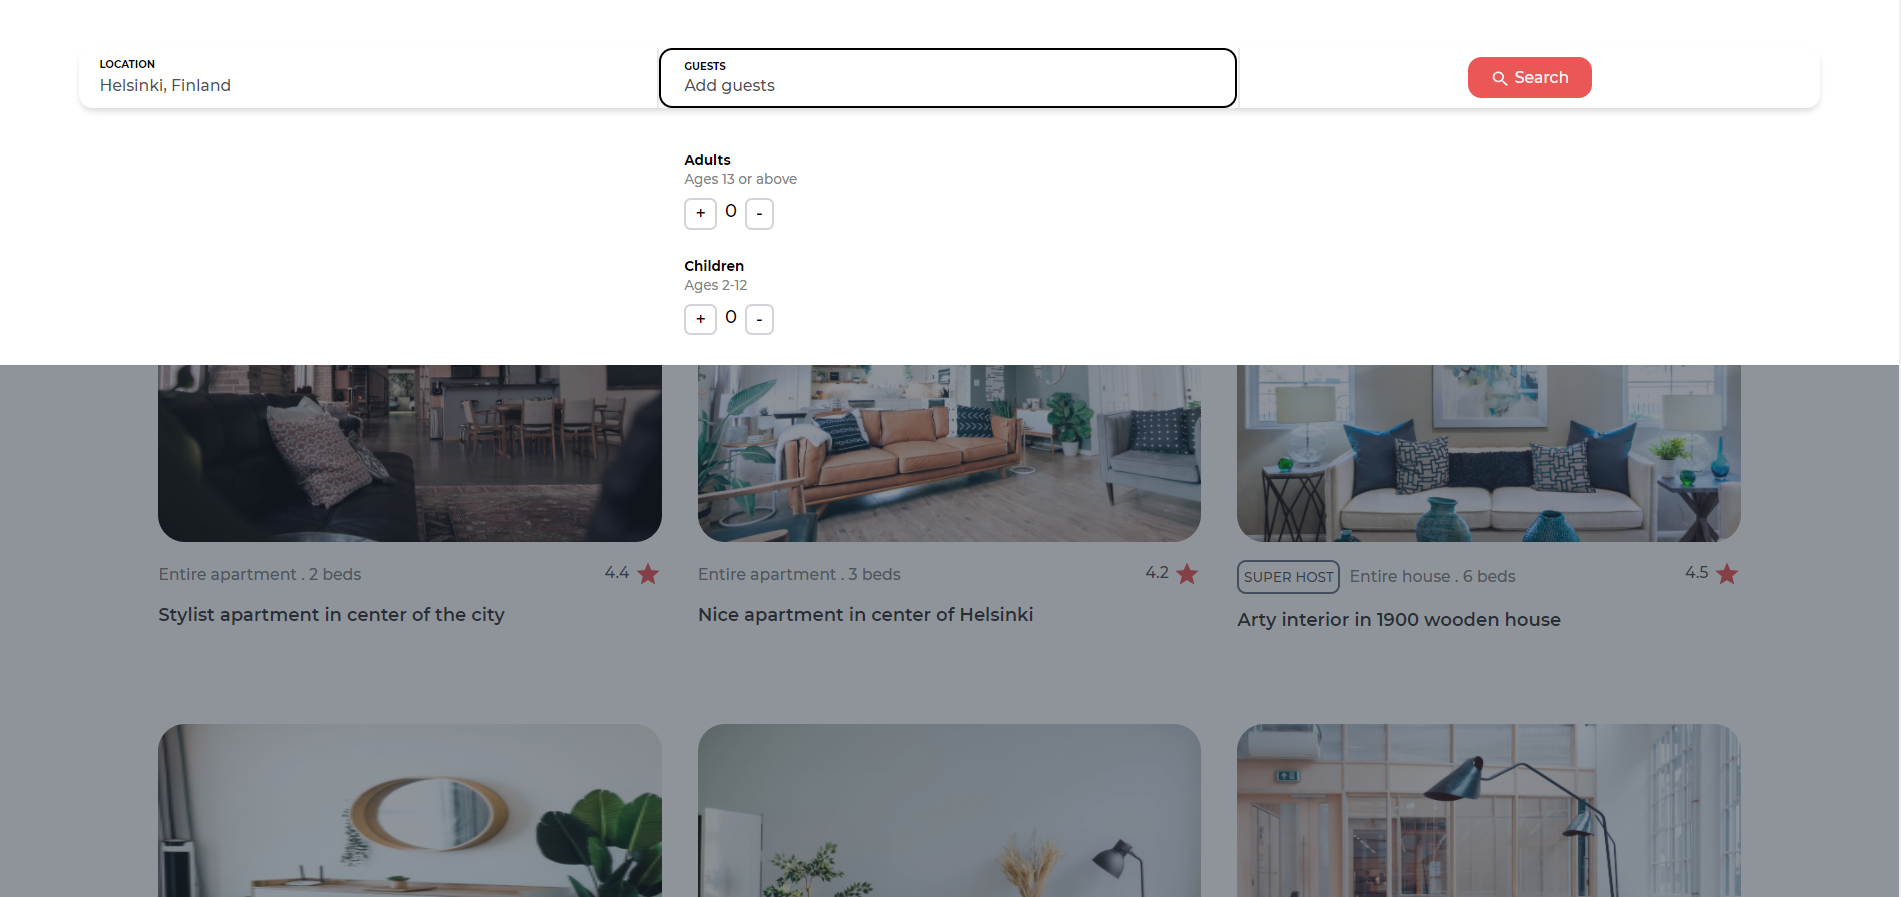 LOCATION
Helsinki, Finland
GUESTS
Add guests
Search
Adults
Ages 13 or above
+ 0 -
Children
Ages 2-12
+ 0 -
Entire apartment . 2 beds 4.4
Stylist apartment in center of the city
Entire apartment . 3 beds 4.2
Nice apartment in center of Helsinki
SUPER HOST Entire house . 6 beds 4.5
Arty interior in 1900 wooden house